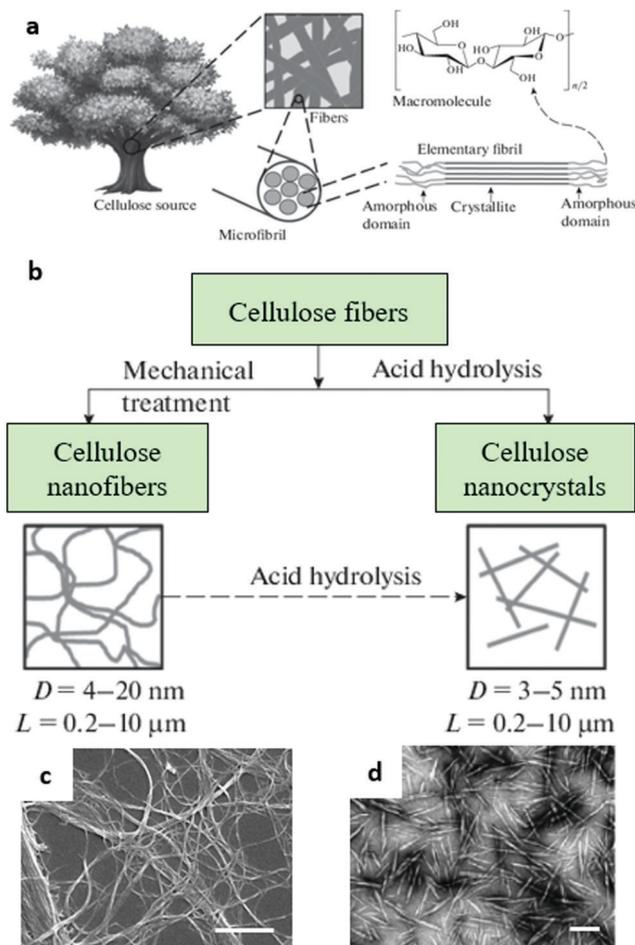 a
OH
O
HO
OH
O
HO
OH
O
O
OH
n/2
Macromolecule
Fibers
Elementary fibril
Cellulose source
Amorphous
domain
Crystallite
Amorphous
domain
Microfibril
b
Cellulose fibers
Mechanical
treatment
Acid hydrolysis
Cellulose
nanofibers
Cellulose
nanocrystals
Acid hydrolysis
D = 4–20 nm
L = 0.2–10 μm
D = 3–5 nm
L = 0.2–10 μm
c
d